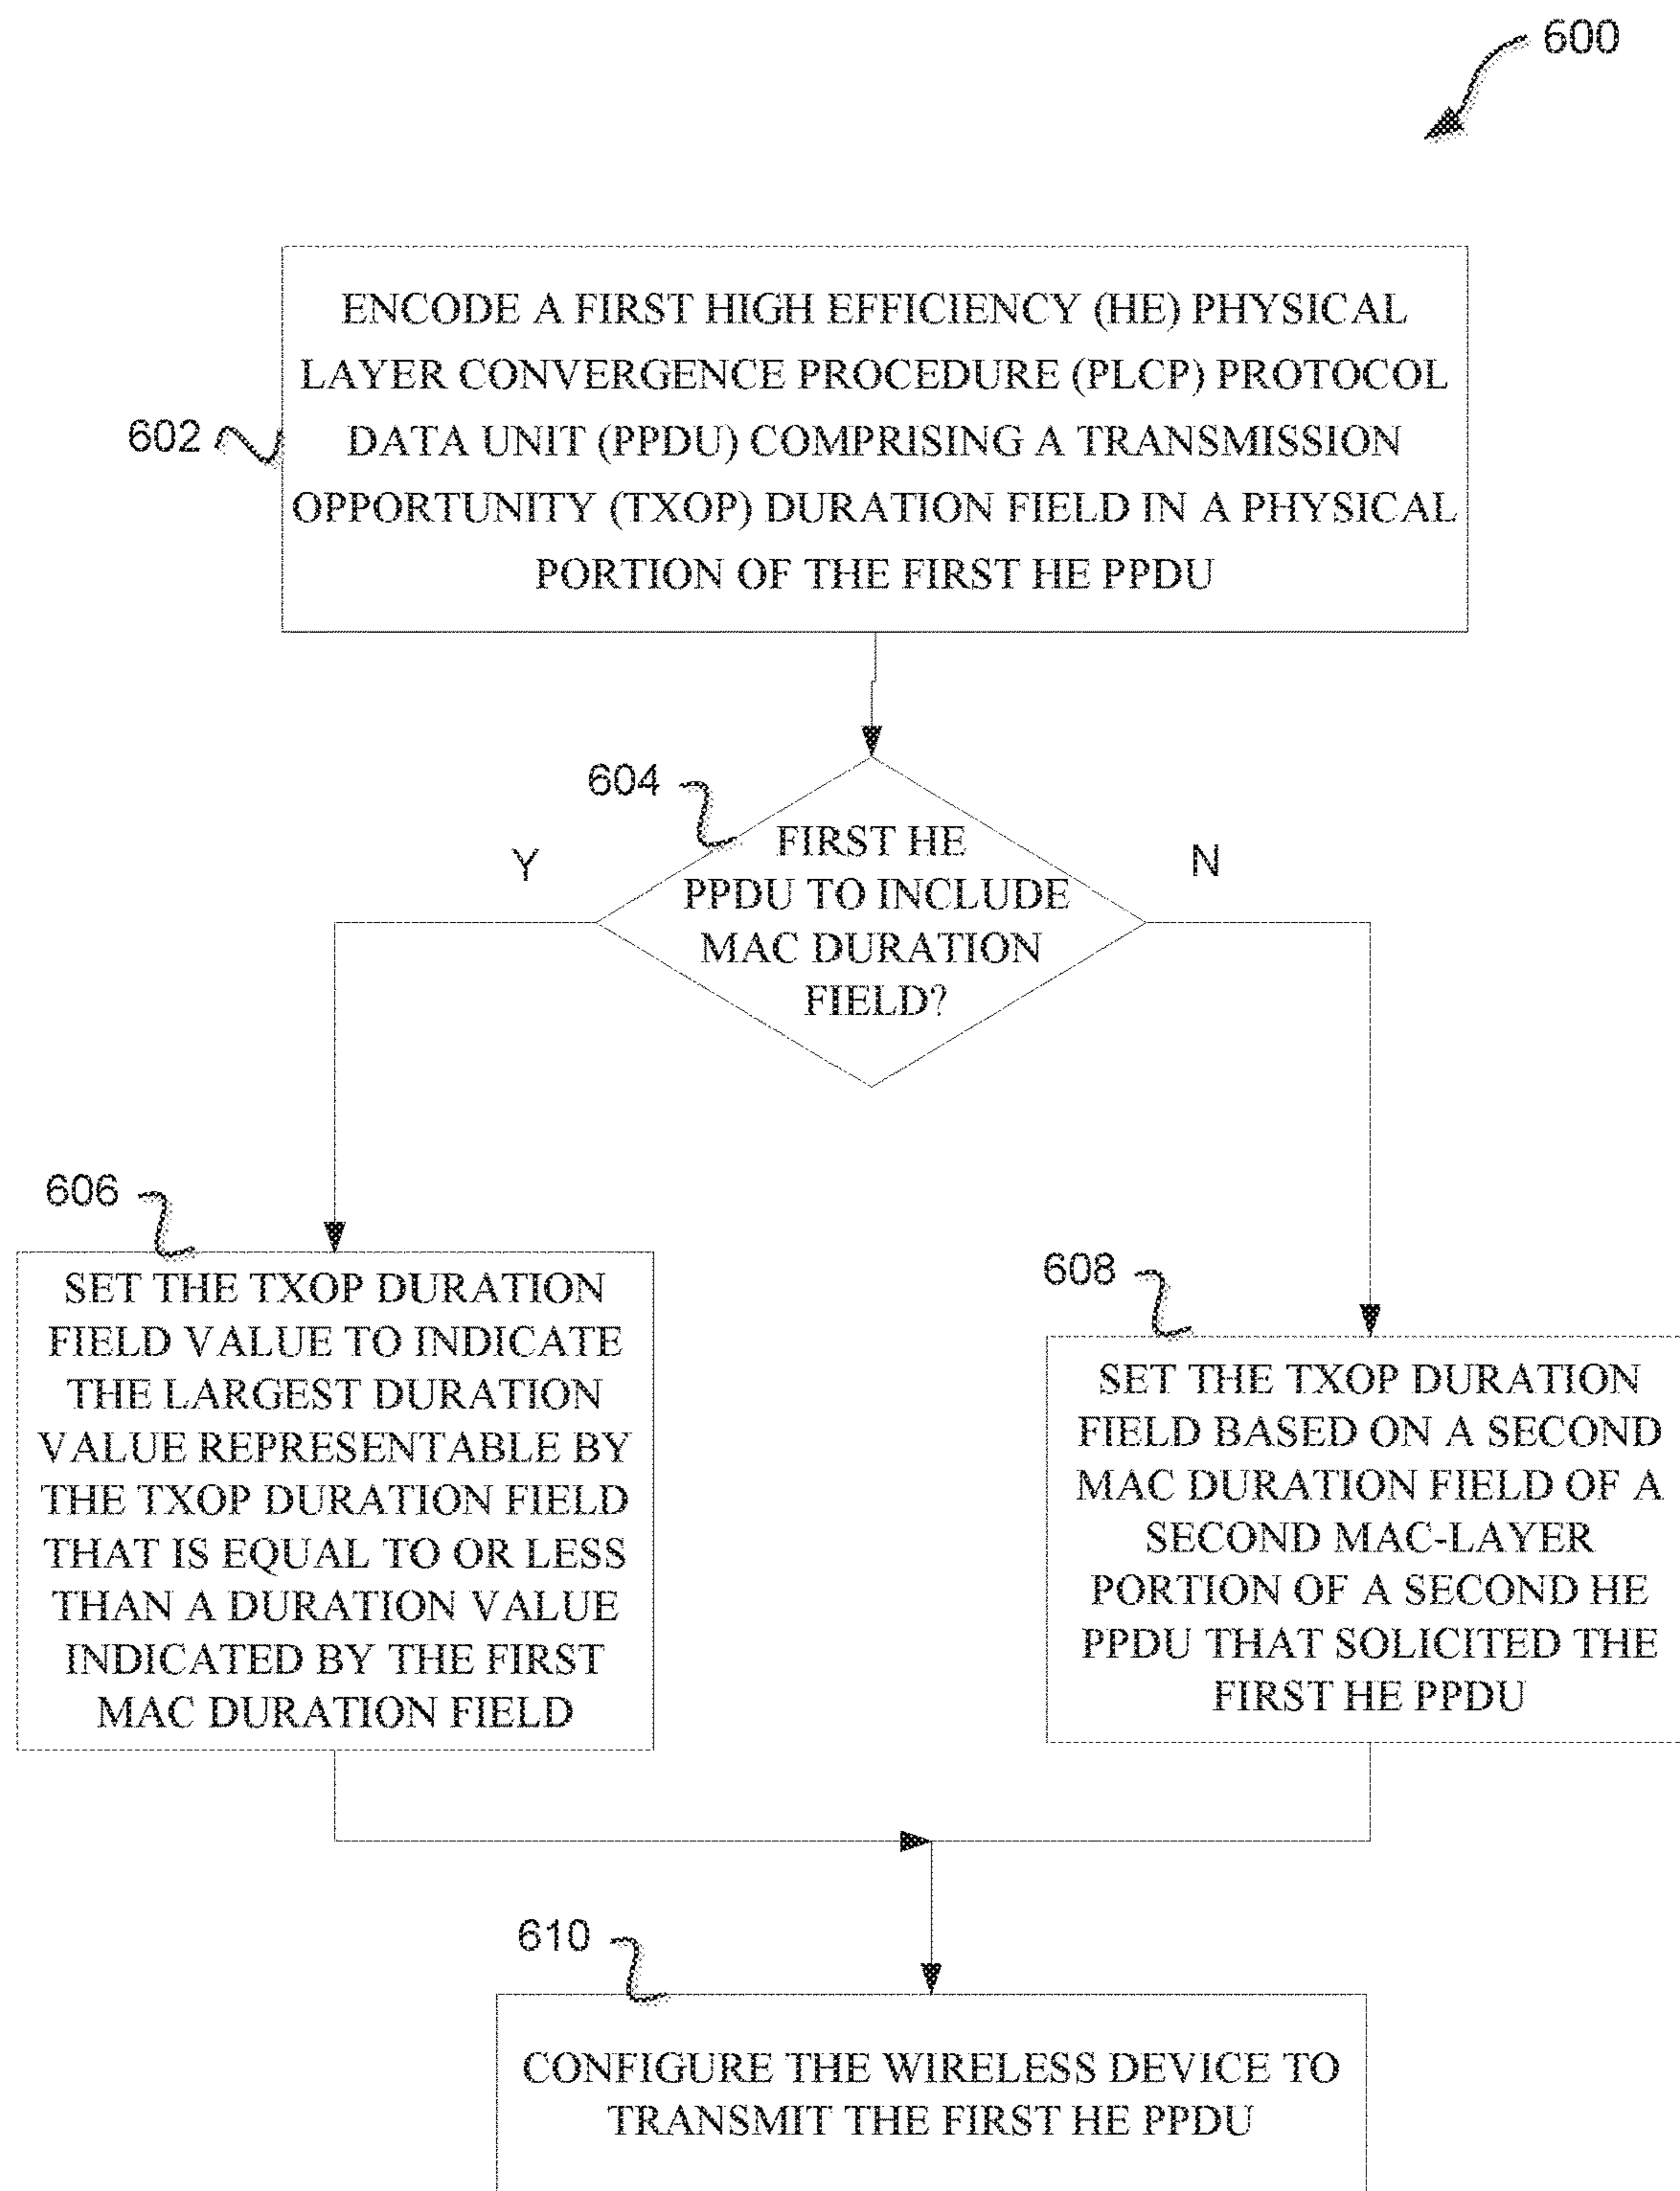 600
602
ENCODE A FIRST HIGH EFFICIENCY (HE) PHYSICAL
LAYER CONVERGENCE PROCEDURE (PLCP) PROTOCOL
DATA UNIT (PPDU) COMPRISING A TRANSMISSION
OPPORTUNITY (TXOP) DURATION FIELD IN A PHYSICAL
PORTION OF THE FIRST HE PPDU
604
Y
N
FIRST HE
PPDU TO INCLUDE
MAC DURATION
FIELD?
606
SET THE TXOP DURATION
FIELD VALUE TO INDICATE
THE LARGEST DURATION
VALUE REPRESENTABLE BY
THE TXOP DURATION FIELD
THAT IS EQUAL TO OR LESS
THAN A DURATION VALUE
INDICATED BY THE FIRST
MAC DURATION FIELD
608
SET THE TXOP DURATION
FIELD BASED ON A SECOND
MAC DURATION FIELD OF A
SECOND MAC-LAYER
PORTION OF A SECOND HE
PPDU THAT SOLICITED THE
FIRST HE PPDU
610
CONFIGURE THE WIRELESS DEVICE TO
TRANSMIT THE FIRST HE PPDU